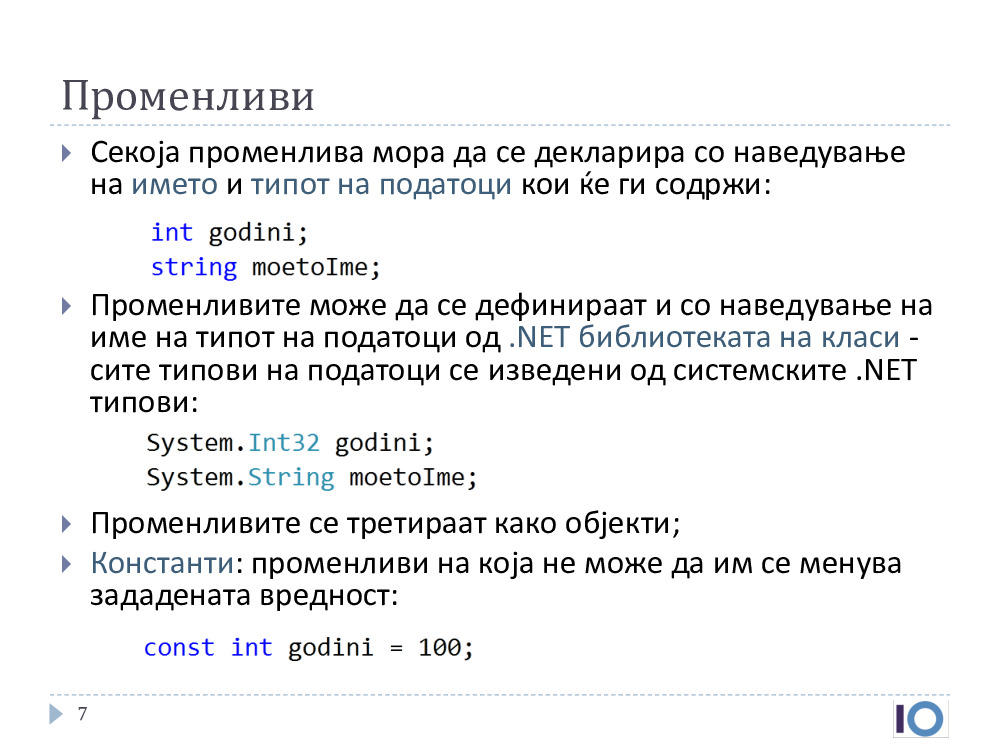 Променливи
Секоја променлива мора да се декларира со наведување
на името и типот на податоци кои ќе ги содржи:
int godini;
string moetoIme;
Променливите може да се дефинираат и со наведување на
име на типот на податоци од .NET библиотеката на класи -
сите типови на податоци се изведени од системските .NET
типови:
System.Int32 godini;
System.String moetoIme;
Променливите се третираат како објекти;
Константи: променливи на која не може да им се менува
зададената вредност:
const int godini = 100;
7
IO